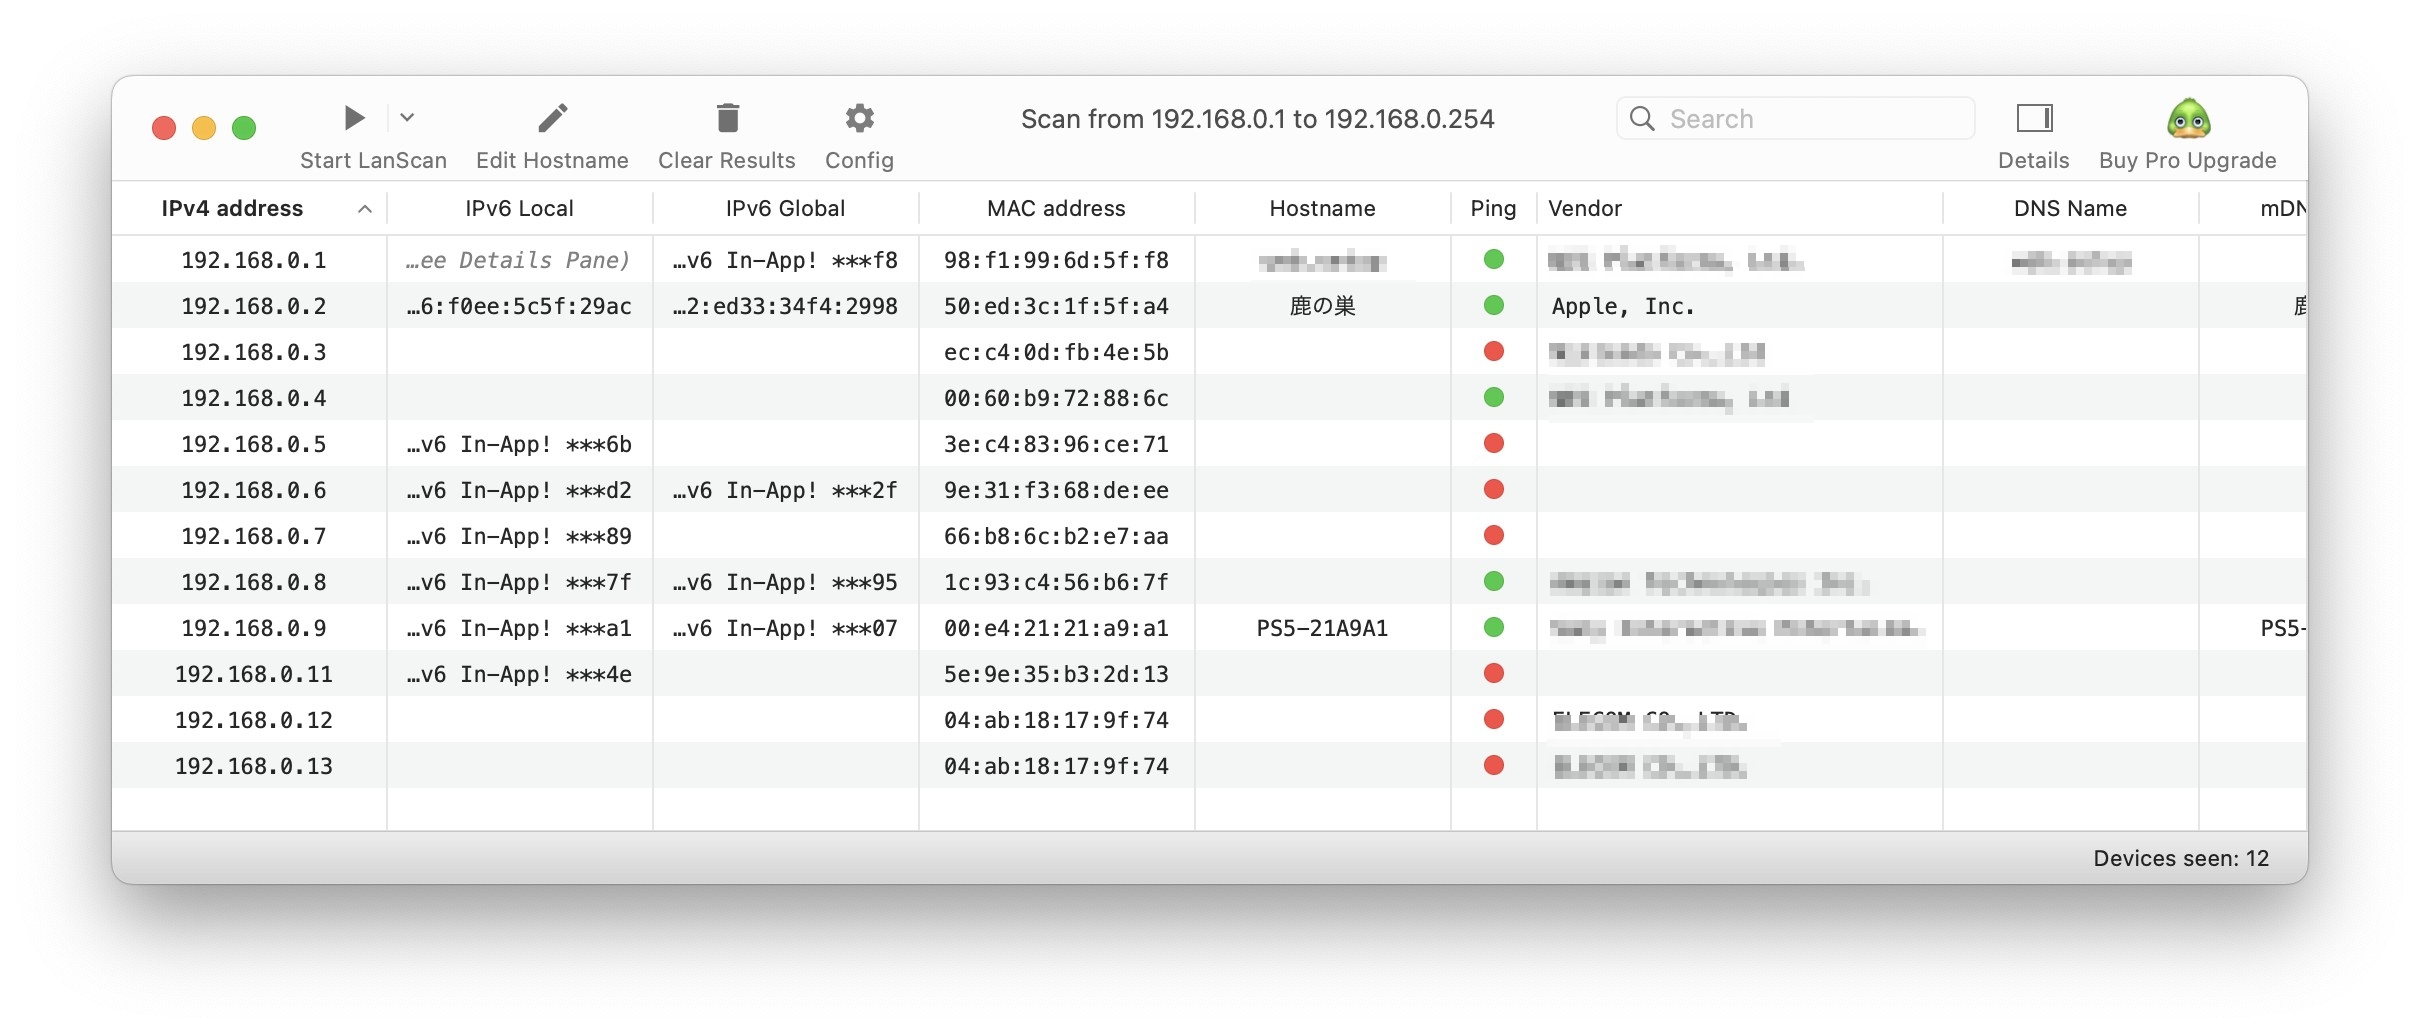 Start LanScan Edit Hostname Clear Results Config Scan from 192.168.0.1 to 192.168.0.254 Search Details Buy Pro Upgrade
IPv4 address IPv6 Local IPv6 Global MAC address Hostname Ping Vendor DNS Name mDN
192.168.0.1 …ee Details Pane) …v6 In-App! ***f8 98:f1:99:6d:5f:f8
192.168.0.2 …6:f0ee:5c5f:29ac …2:ed33:34f4:2998 50:ed:3c:1f:5f:a4 鹿の巣 Apple, Inc.
192.168.0.3 ec:c4:0d:fb:4e:5b
192.168.0.4 00:60:b9:72:88:6c
192.168.0.5 …v6 In-App! ***6b 3e:c4:83:96:ce:71
192.168.0.6 …v6 In-App! ***d2 …v6 In-App! ***2f 9e:31:f3:68:de:ee
192.168.0.7 …v6 In-App! ***89 66:b8:6c:b2:e7:aa
192.168.0.8 …v6 In-App! ***7f …v6 In-App! ***95 1c:93:c4:56:b6:7f
192.168.0.9 …v6 In-App! ***a1 …v6 In-App! ***07 00:e4:21:21:a9:a1 PS5-21A9A1 PS5-
192.168.0.11 …v6 In-App! ***4e 5e:9e:35:b3:2d:13
192.168.0.12 04:ab:18:17:9f:74
192.168.0.13 04:ab:18:17:9f:74
Devices seen: 12